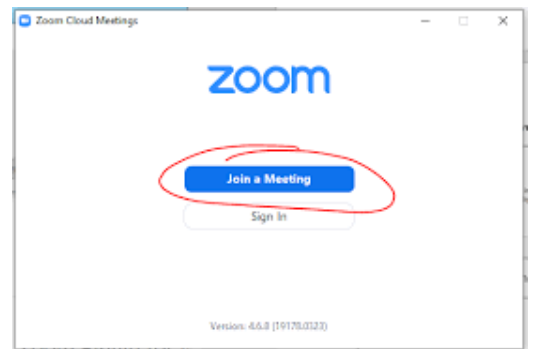 Zoom Cloud Meetings
zoom
Join a Meeting
Sign In
Version: 4.6.8 (19178.0323)